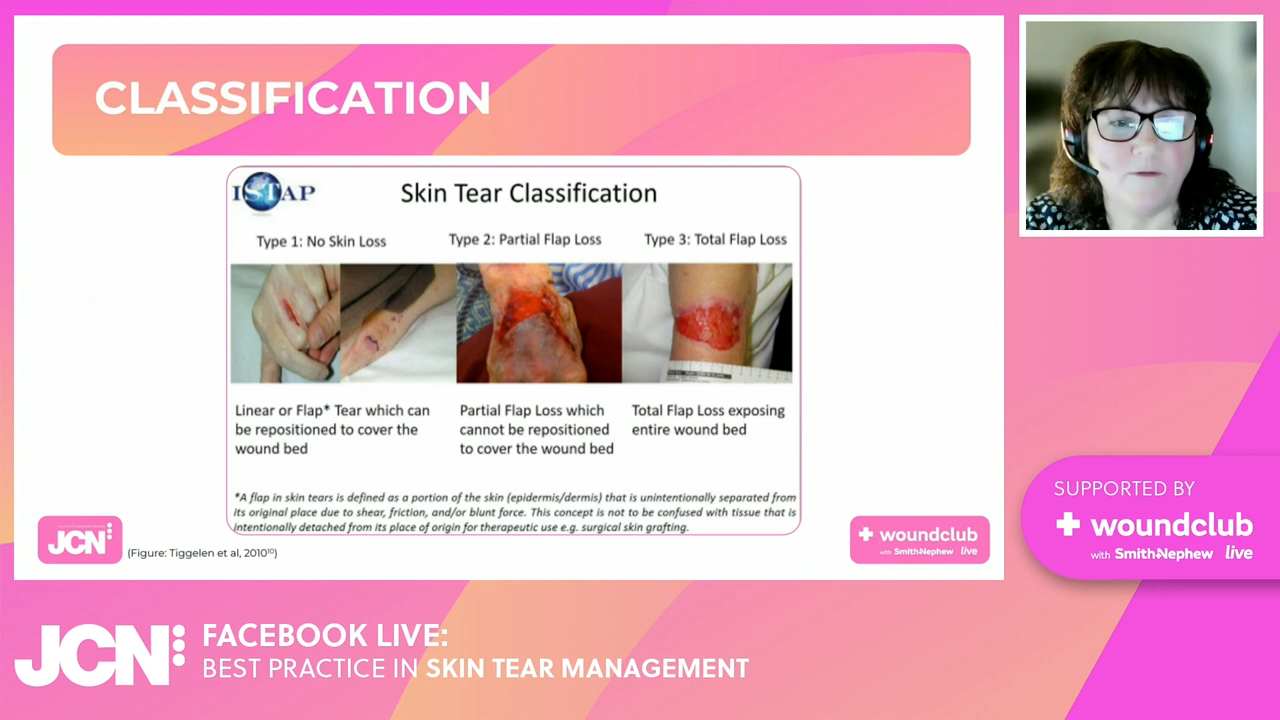 CLASSIFICATION
ISTAP
Skin Tear Classification
Type 1: No Skin Loss
Type 2: Partial Flap Loss
Type 3: Total Flap Loss
Linear or Flap* Tear which can
be repositioned to cover the
wound bed
Partial Flap Loss which
cannot be repositioned
to cover the wound bed
Total Flap Loss exposing
entire wound bed
*A flap in skin tears is defined as a portion of the skin (epidermis/dermis) that is unintentionally separated from
its original place due to shear, friction, and/or blunt force. This concept is not to be confused with tissue that is
intentionally detached from its place of origin for therapeutic use e.g. surgical skin grafting.
JCN
(Figure: Tiggelen et al, 2010¹⁰)
woundclub
with Smith+Nephew live
SUPPORTED BY
woundclub
with Smith+Nephew live
JCN
FACEBOOK LIVE:
BEST PRACTICE IN SKIN TEAR MANAGEMENT